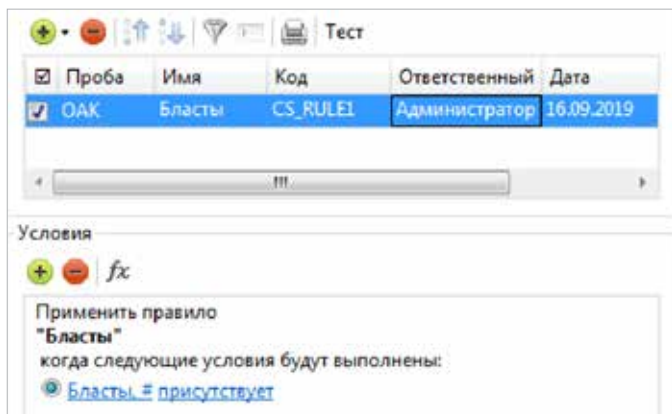 Тест
Проба Имя Код Ответственный Дата
ОАК Бласты CS_RULE1 Администратор 16.09.2019
Условия
fx
Применить правило
"Бласты"
когда следующие условия будут выполнены:
Бласты, # присутствует